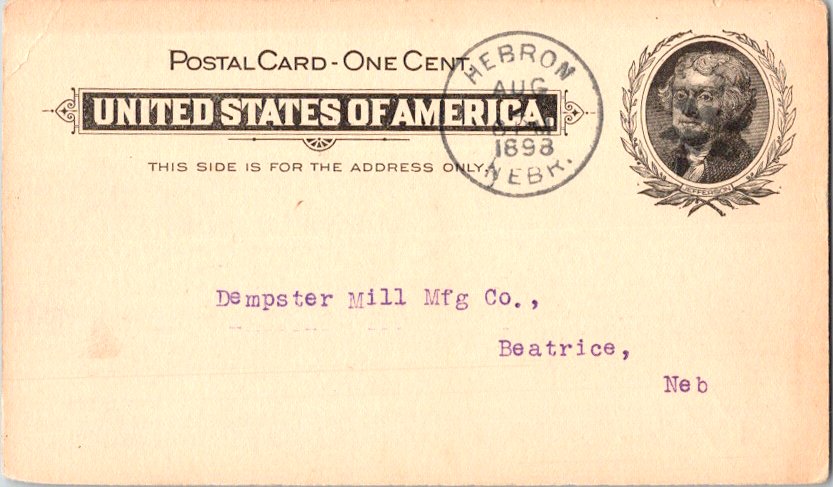 POSTAL CARD - ONE CENT.
UNITED STATES OF AMERICA.
THIS SIDE IS FOR THE ADDRESS ONLY.
HEBRON
AUG
1898
NEBR.
JEFFERSON
Dempster Mill Mfg Co.,
Beatrice,
Neb